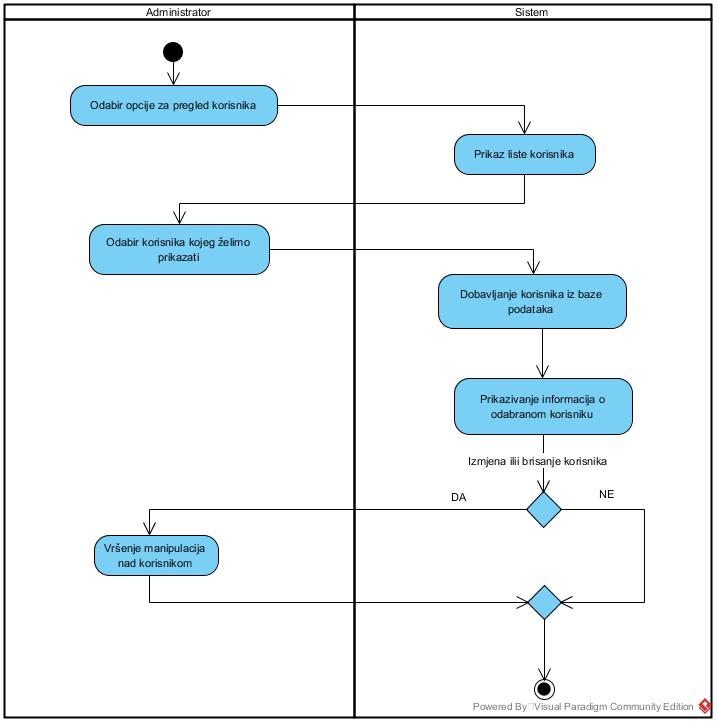 Administrator
Sistem
Odabir opcije za pregled korisnika
Prikaz liste korisnika
Odabir korisnika kojeg želimo
prikazati
Dobavljanje korisnika iz baze
podataka
Prikazivanje informacija o
odabranom korisniku
Izmjena ilii brisanje korisnika
DA
NE
Vršenje manipulacija
nad korisnikom
Powered By Visual Paradigm Community Edition